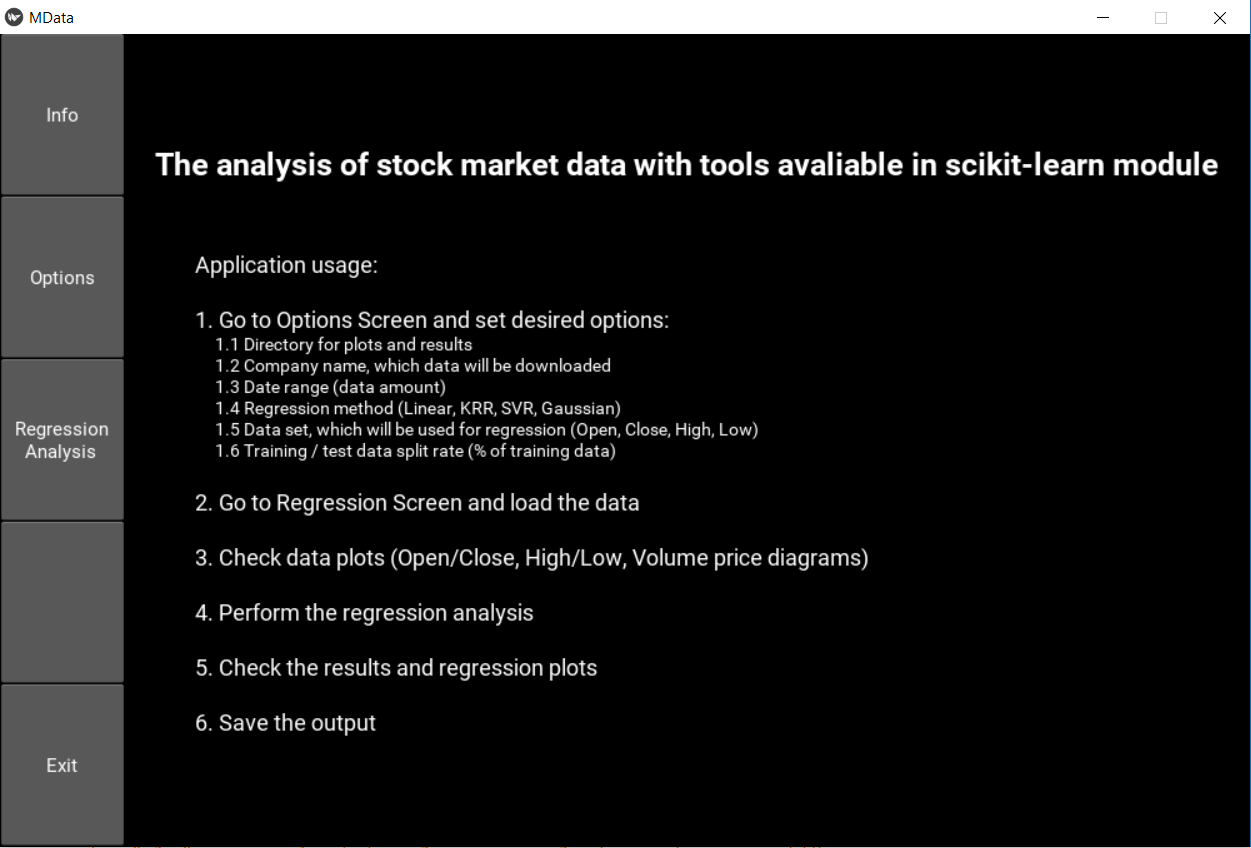 MData
Info
Options
Regression
Analysis
Exit
The analysis of stock market data with tools avaliable in scikit-learn module
Application usage:
1. Go to Options Screen and set desired options:
1.1 Directory for plots and results
1.2 Company name, which data will be downloaded
1.3 Date range (data amount)
1.4 Regression method (Linear, KRR, SVR, Gaussian)
1.5 Data set, which will be used for regression (Open, Close, High, Low)
1.6 Training / test data split rate (% of training data)
2. Go to Regression Screen and load the data
3. Check data plots (Open/Close, High/Low, Volume price diagrams)
4. Perform the regression analysis
5. Check the results and regression plots
6. Save the output